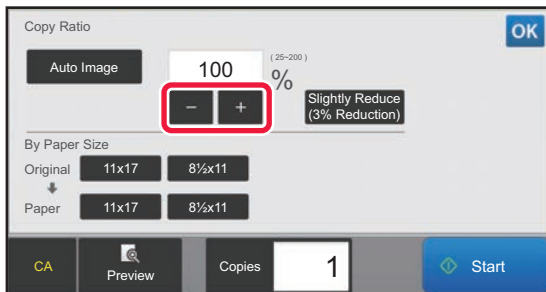 Copy Ratio
OK
Auto Image
100
( 25~200 )
%
− +
Slightly Reduce
(3% Reduction)
By Paper Size
Original 11x17 8½x11
Paper 11x17 8½x11
CA
Preview
Copies 1
Start